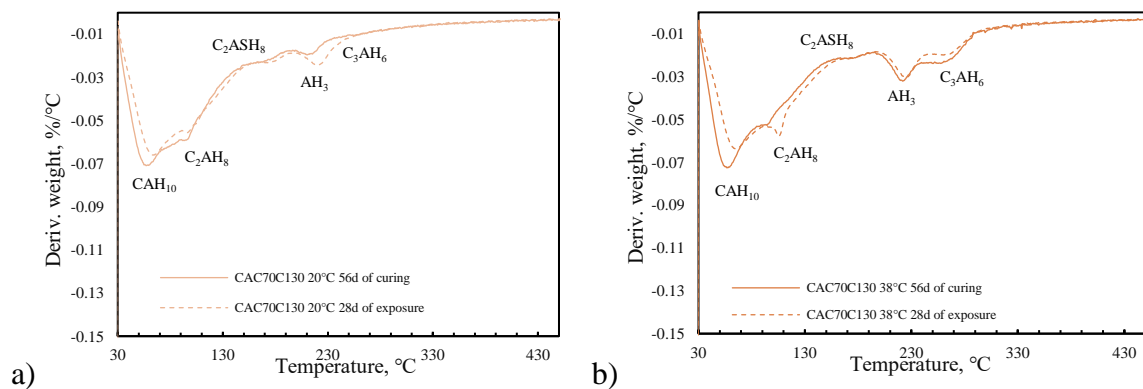 -0.01
-0.03
-0.05
-0.07
-0.09
-0.11
-0.13
-0.15
30
130
230
330
430
Deriv. weight, %/°C
Temperature, °C
C₂ASH₈
C₃AH₆
AH₃
C₂AH₈
CAH₁₀
CAC70C130 20°C 56d of curing
CAC70C130 20°C 28d of exposure
a)
-0.01
-0.03
-0.05
-0.07
-0.09
-0.11
-0.13
-0.15
30
130
230
330
430
Deriv. weight, %/°C
Temperature, °C
C₂ASH₈
C₃AH₆
AH₃
C₂AH₈
CAH₁₀
CAC70C130 38°C 56d of curing
CAC70C130 38°C 28d of exposure
b)